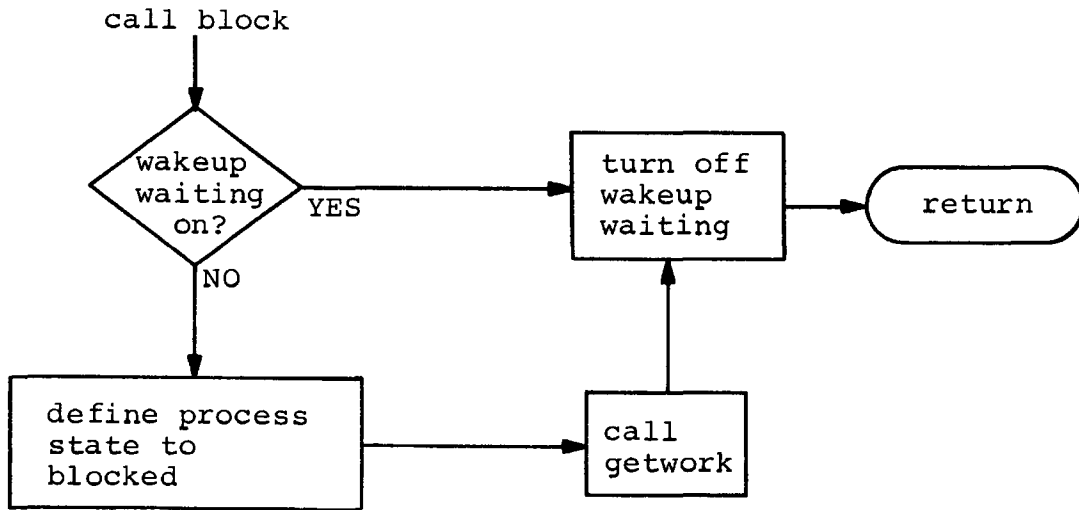 call block
wakeup
waiting
on?
YES
NO
turn off
wakeup
waiting
return
define process
state to
blocked
call
getwork